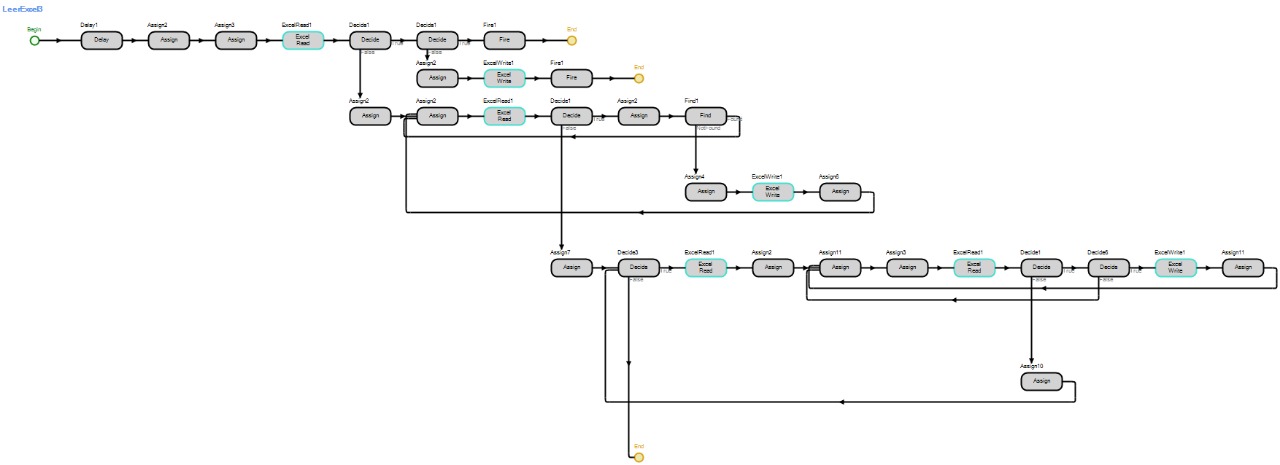 LeerExcel3
Begin
Delay1
Assign2
Assign3
ExcelRead1
Decide1
Decide1
Fire1
End
Delay
Assign
Assign
Excel
Read
Decide
True
Decide
True
Fire
False
False
Assign2
ExcelWrite1
Fire1
End
Assign
Excel
Write
Fire
Assign2
Assign2
ExcelRead1
Decide1
Assign2
Find1
Assign
Assign
Excel
Read
Decide
True
Assign
Find
Found
False
NotFound
Assign4
ExcelWrite1
Assign
Excel
Write
Assign
Assign7
Decide3
ExcelRead1
Assign2
Assign11
Assign3
ExcelRead1
Decide1
ExcelWrite1
Assign11
Assign
Decide
True
Excel
Read
Assign
Assign
Assign
Excel
Read
Decide
True
Decide
True
Excel
Write
Assign
False
False
False
Assign10
Assign
End